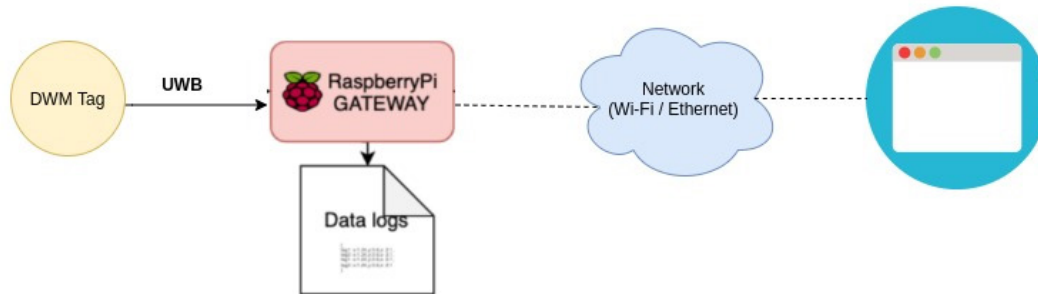 DWM Tag
UWB
RaspberryPi
GATEWAY
Network
(Wi-Fi / Ethernet)
Data logs